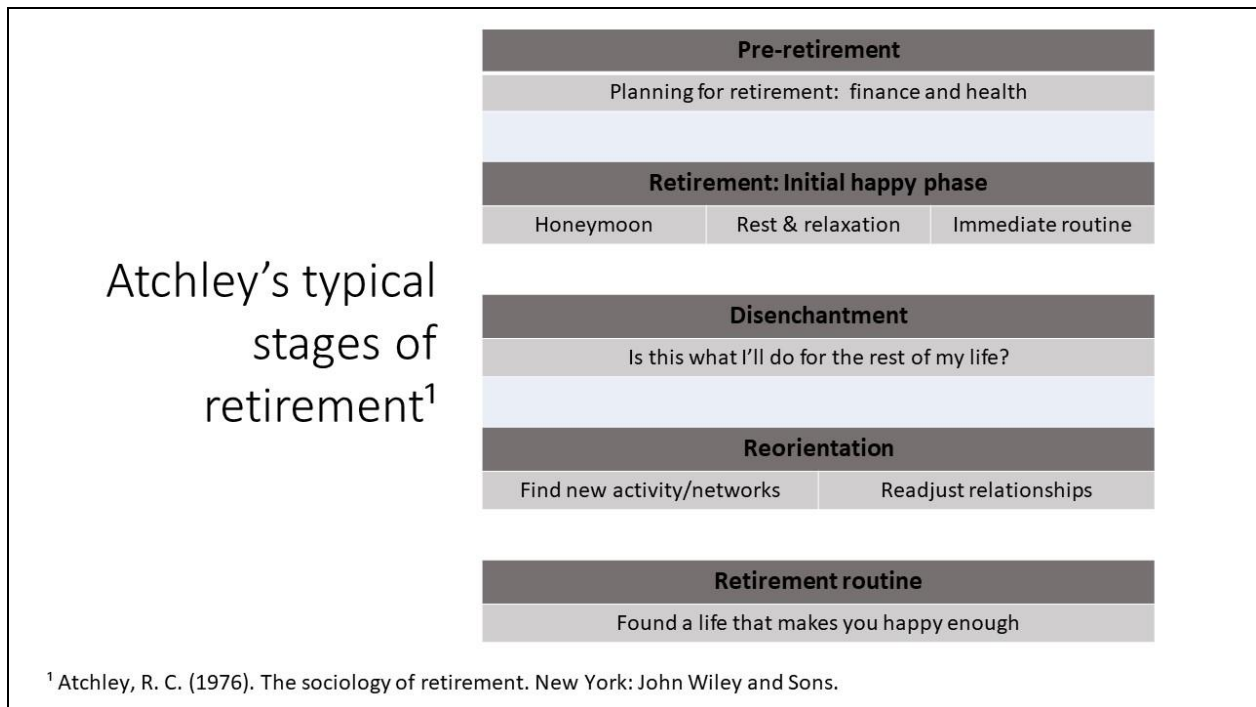 Atchley’s typical
stages of
retirement¹
Pre-retirement
Planning for retirement:  finance and health
Retirement: Initial happy phase
Honeymoon
Rest & relaxation
Immediate routine
Disenchantment
Is this what I’ll do for the rest of my life?
Reorientation
Find new activity/networks
Readjust relationships
Retirement routine
Found a life that makes you happy enough
¹ Atchley, R. C. (1976). The sociology of retirement. New York: John Wiley and Sons.